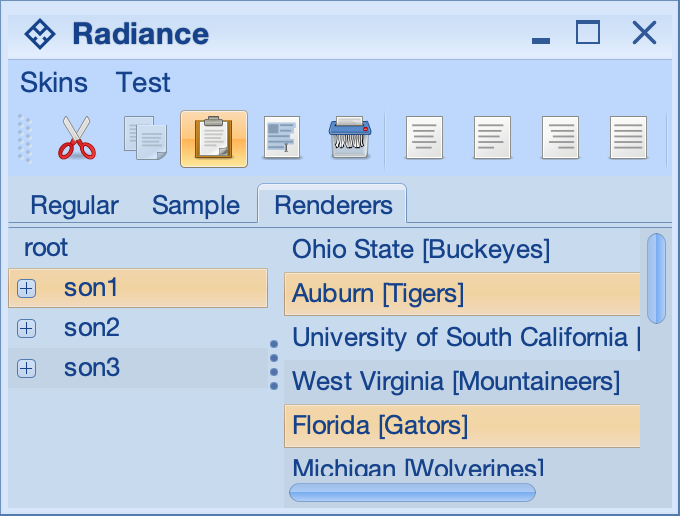 Radiance
Skins Test
Regular Sample Renderers
root
son1
son2
son3
Ohio State [Buckeyes]
Auburn [Tigers]
University of South California [
West Virginia [Mountaineers]
Florida [Gators]
Michigan [Wolverines]